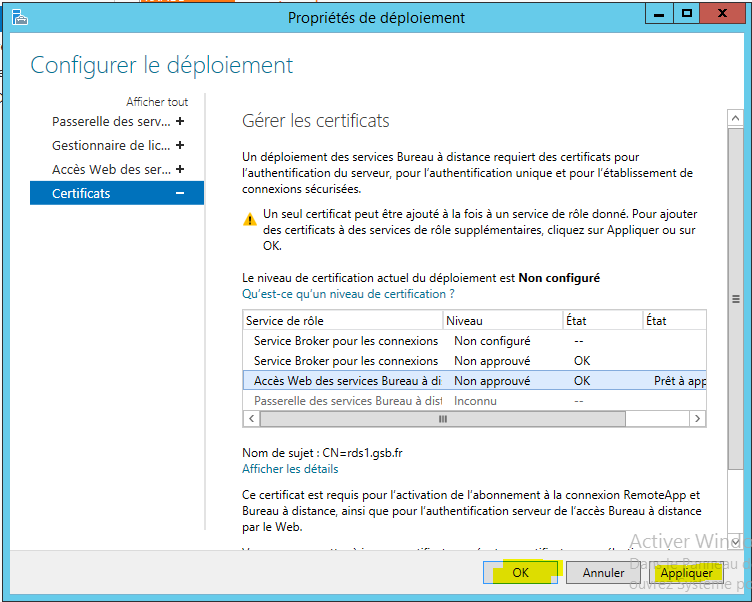 Propriétés de déploiement
Configurer le déploiement
Afficher tout
Passerelle des serv... +
Gestionnaire de lic... +
Accès Web des ser... +
Certificats −
Gérer les certificats
Un déploiement des services Bureau à distance requiert des certificats pour
l'authentification du serveur, pour l'authentification unique et pour l'établissement de
connexions sécurisées.
Un seul certificat peut être ajouté à la fois à un service de rôle donné. Pour ajouter
des certificats à des services de rôle supplémentaires, cliquez sur Appliquer ou sur
OK.
Le niveau de certification actuel du déploiement est Non configuré
Qu'est-ce qu'un niveau de certification ?
Service de rôle Niveau État État
Service Broker pour les connexions Non configuré --
Service Broker pour les connexions Non approuvé OK
Accès Web des services Bureau à di Non approuvé OK Prêt à app
Passerelle des services Bureau à dist Inconnu --
Nom de sujet : CN=rds1.gsb.fr
Afficher les détails
Ce certificat est requis pour l'activation de l'abonnement à la connexion RemoteApp et
Bureau à distance, ainsi que pour l'authentification serveur de l'accès Bureau à distance
par le Web.
Activer Windo
Dans le Panneau
ouvrez Système
OK Annuler Appliquer